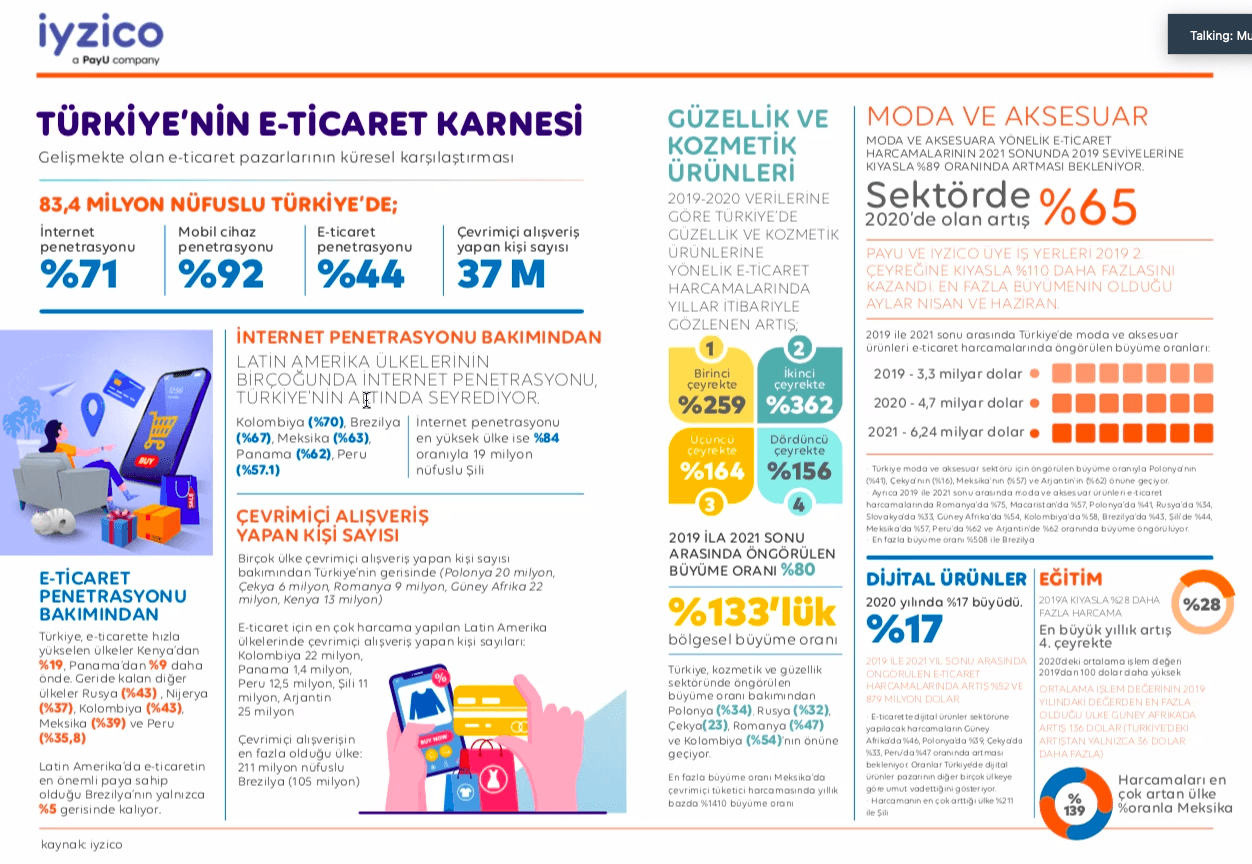 iyzico
a PayU company
Talking: Mu
TÜRKİYE'NİN E-TİCARET KARNESİ
Gelişmekte olan e-ticaret pazarlarının küresel karşılaştırması
83,4 MİLYON NÜFUSLU TÜRKİYE'DE;
İnternet
penetrasyonu
%71
Mobil cihaz
penetrasyonu
%92
E-ticaret
penetrasyonu
%44
Çevrimiçi alışveriş
yapan kişi sayısı
37 M
BUY
SALE
İNTERNET PENETRASYONU BAKIMINDAN
LATİN AMERİKA ÜLKELERİNİN
BİRÇOĞUNDA İNTERNET PENETRASYONU,
TÜRKİYE'NİN ALTINDA SEYREDİYOR.
Kolombiya (%70), Brezilya
(%67), Meksika (%63),
Panama (%62), Peru
(%57.1)
İnternet penetrasyonu
en yüksek ülke ise %84
oranıyla 19 milyon
nüfuslu Şili
E-TİCARET
PENETRASYONU
BAKIMINDAN
Türkiye, e-ticarette hızla
yükselen ülkeler Kenya'dan
%19, Panama'dan %9 daha
önde. Geride kalan diğer
ülkeler Rusya (%43) , Nijerya
(%37), Kolombiya (%43),
Meksika (%39) ve Peru
(%35,8)
Latin Amerika'da e-ticaretin
en önemli paya sahip
olduğu Brezilya'nın yalnızca
%5 gerisinde kalıyor.
ÇEVRİMİÇİ ALIŞVERİŞ
YAPAN KİŞİ SAYISI
Birçok ülke çevrimiçi alışveriş yapan kişi sayısı
bakımından Türkiye'nin gerisinde (Polonya 20 milyon,
Çekya 6 milyon, Romanya 9 milyon, Güney Afrika 22
milyon, Kenya 13 milyon)
E-ticaret için en çok harcama yapılan Latin Amerika
ülkelerinde çevrimiçi alışveriş yapan kişi sayıları:
Kolombiya 22 milyon,
Panama 1,4 milyon,
Peru 12,5 milyon, Şili 11
milyon, Arjantin
25 milyon
Çevrimiçi alışverişin
en fazla olduğu ülke:
211 milyon nüfuslu
Brezilya (105 milyon)
%
BUY NOW
GÜZELLİK VE
KOZMETİK
ÜRÜNLERİ
2019-2020 VERİLERİNE
GÖRE TÜRKİYE'DE
GÜZELLİK VE KOZMETİK
ÜRÜNLERİNE
YÖNELİK E-TİCARET
HARCAMALARINDA
YILLAR İTİBARIYLE
GÖZLENEN ARTIŞ;
1
Birinci
çeyrekte
%259
2
İkinci
çeyrekte
%362
Üçüncü
çeyrekte
%164
3
Dördüncü
çeyrekte
%156
4
2019 İLA 2021 SONU
ARASINDA ÖNGÖRÜLEN
BÜYÜME ORANI %80
%133'lük
bölgesel büyüme oranı
Türkiye, kozmetik ve güzellik
sektöründe öngörülen
büyüme oranı bakımından
Polonya (%34), Rusya (%32),
Çekya(23), Romanya (%47)
ve Kolombiya (%54)'nın önüne
geçiyor.
En fazla büyüme oranı Meksika'da
çevrimiçi tüketici harcamasında yıllık
bazda %1410 büyüme oranı
MODA VE AKSESUAR
MODA VE AKSESUARA YÖNELİK E-TİCARET
HARCAMALARININ 2021 SONUNDA 2019 SEVİYELERİNE
KIYASLA %89 ORANINDA ARTMASI BEKLENİYOR.
Sektörde
2020'de olan artış
%65
PAYU VE IYZICO ÜYE İŞ YERLERİ 2019 2.
ÇEYREĞİNE KIYASLA %110 DAHA FAZLASINI
KAZANDI. EN FAZLA BÜYÜMENİN OLDUĞU
AYLAR NİSAN VE HAZİRAN.
2019 ile 2021 sonu arasında Türkiye'de moda ve aksesuar
ürünleri e-ticaret harcamalarında öngörülen büyüme oranları:
2019 - 3,3 milyar dolar
2020 - 4,7 milyar dolar
2021 - 6,24 milyar dolar
· Türkiye moda ve aksesuar sektörü için öngörülen büyüme oranıyla Polonya'nın
(%41), Çekya'nın (%16), Meksika'nın (%57) ve Arjantin'in (%62) önüne geçiyor.
· Ayrıca 2019 ile 2021 sonu arasında moda ve aksesuar ürünleri e-ticaret
harcamalarında Romanya'da %75, Macaristan'da %57, Polonya'da %41, Rusya'da %34,
Slovakya'da %33, Güney Afrika'da %54, Kolombiya'da %58, Brezilya'da %43, Şili'de %44,
Meksika'da %57, Peru'da %62 ve Arjantin'de %62 oranında büyüme öngörülüyor.
· En fazla büyüme oranı %508 ile Brezilya
DİJİTAL ÜRÜNLER
2020 yılında %17 büyüdü.
%17
2019 İLE 2021 YIL SONU ARASINDA
ÖNGÖRÜLEN E-TİCARET
HARCAMALARINDA ARTIŞ %52 VE
879 MİLYON DOLAR
· E-ticarette dijital ürünler sektörüne
yapılacak harcamaların Güney
Afrika'da %46, Polonya'da %39, Çekya'da
%33, Peru'da %47 oranında artması
bekleniyor. Oranlar Türkiye'de dijital
ürünler pazarının diğer birçok ülkeye
göre umut vadettiğini gösteriyor.
· Harcamanın en çok arttığı ülke %211
ile Şili
EĞİTİM
2019'A KIYASLA %28 DAHA
FAZLA HARCAMA
%28
En büyük yıllık artış
4. çeyrekte
2020'deki ortalama işlem değeri
2019'dan 100 dolar daha yüksek
ORTALAMA İŞLEM DEĞERİNİN 2019
YILINDAKİ DEĞERDEN EN FAZLA
OLDUĞU ÜLKE GÜNEY AFRİKADA
ARTIŞ 136 DOLAR (TÜRKİYE'DEKİ
ARTIŞTAN YALNIZCA 36 DOLAR
DAHA FAZLA)
%
139
Harcamaları en
çok artan ülke
%oranla Meksika
kaynak: iyzico